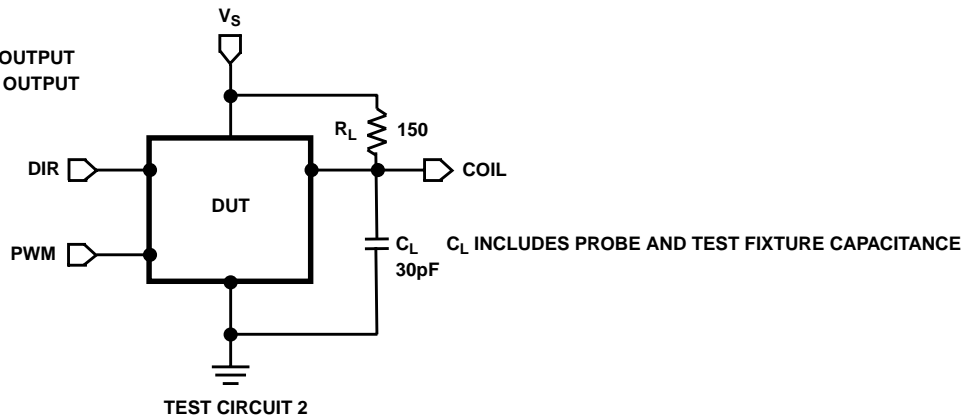 V_S
OUTPUT
OUTPUT
R_L 150
DIR
COIL
DUT
PWM
C_L C_L INCLUDES PROBE AND TEST FIXTURE CAPACITANCE
30pF
TEST CIRCUIT 2